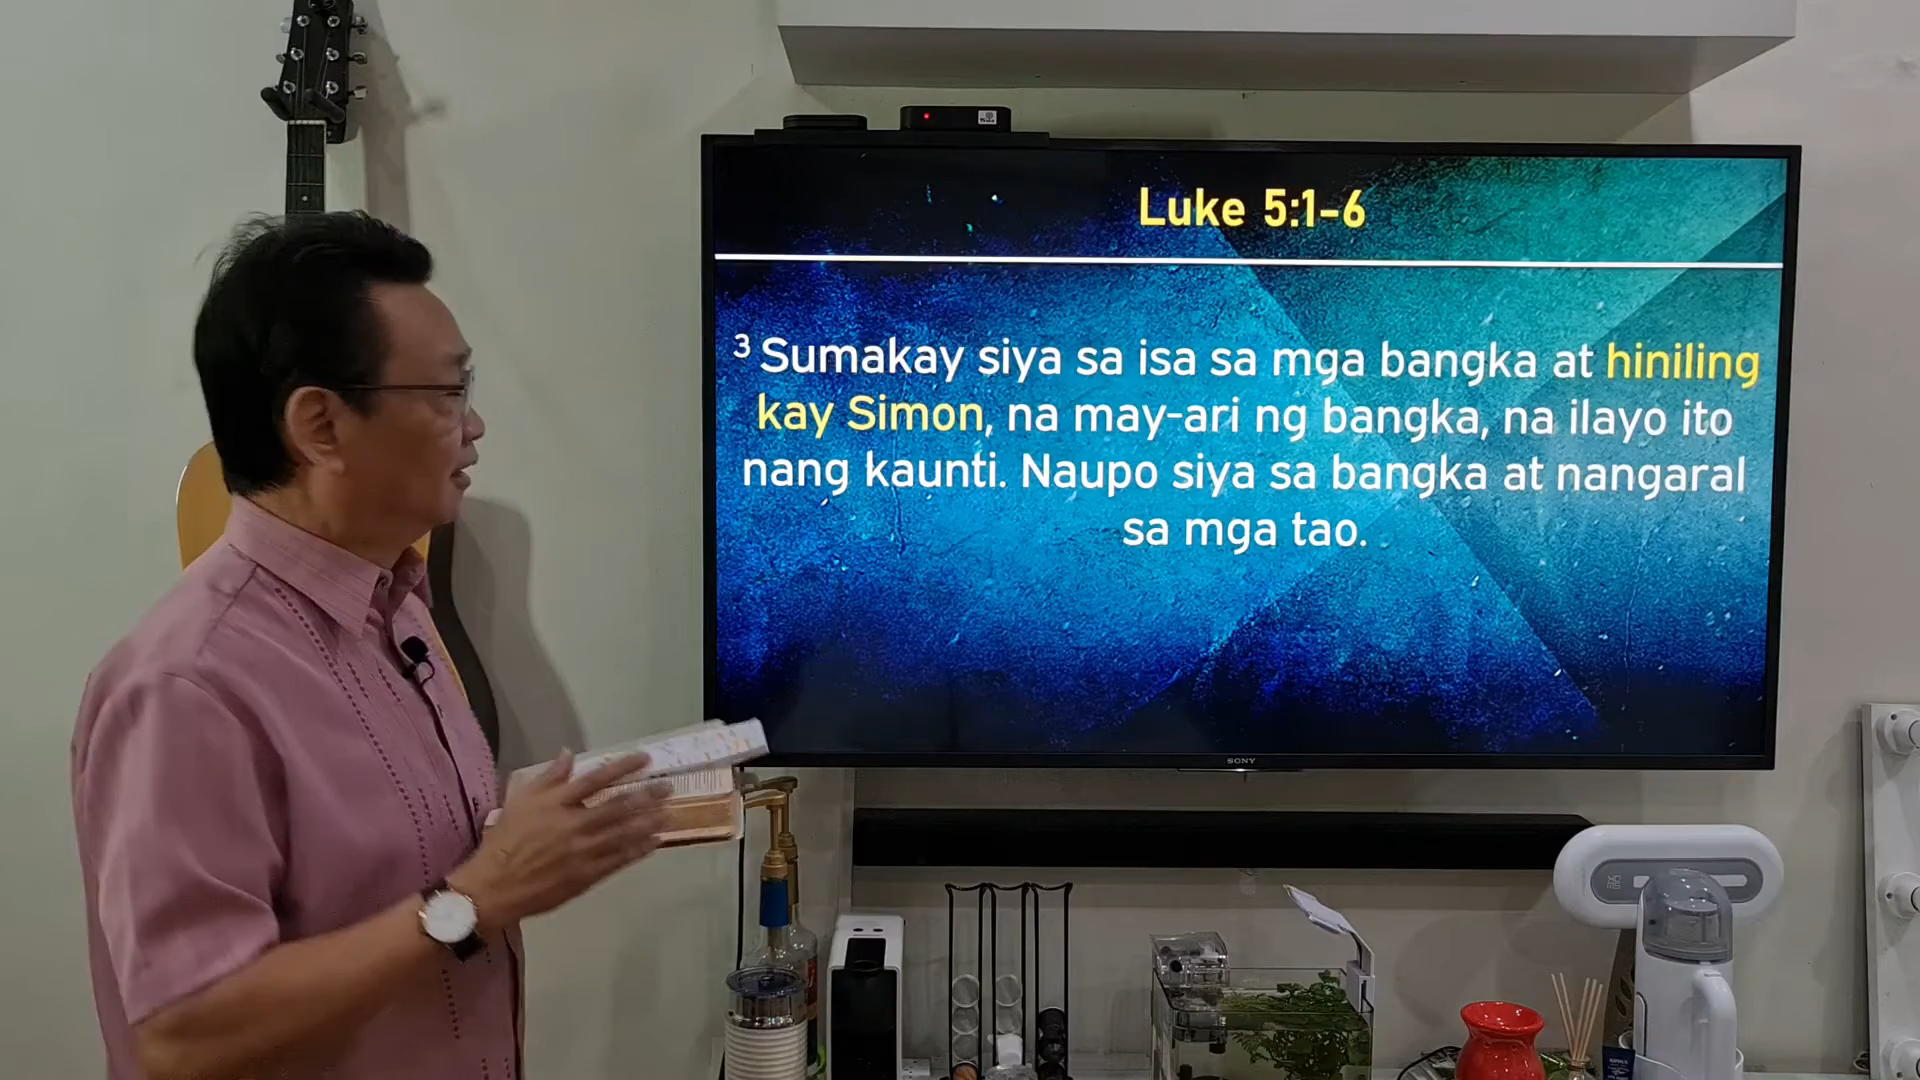 Luke 5:1-6
3 Sumakay siya sa isa sa mga bangka at hiniling
kay Simon, na may-ari ng bangka, na ilayo ito
nang kaunti. Naupo siya sa bangka at nangaral
sa mga tao.
SONY